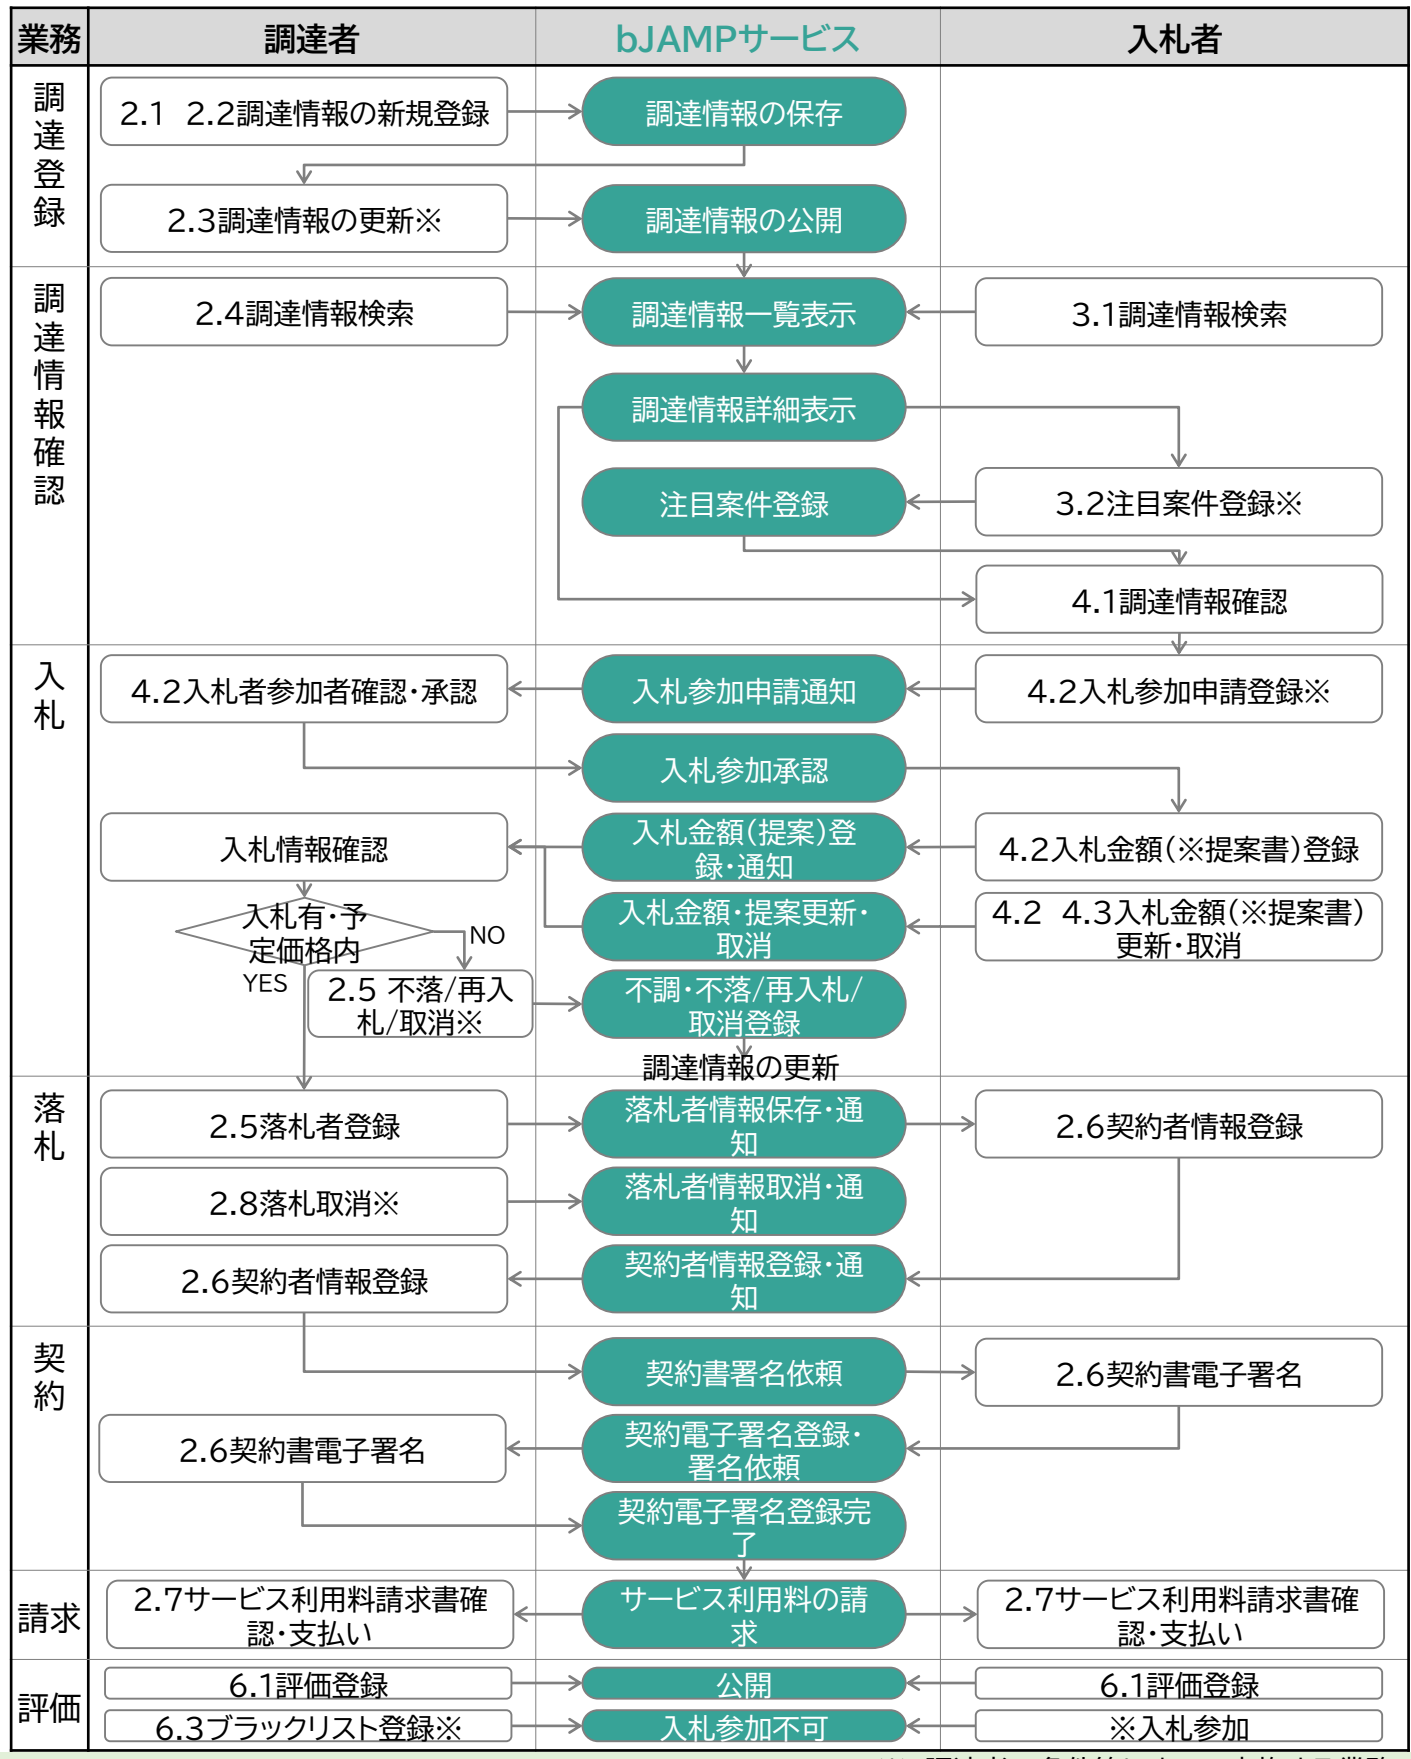 業務 調達者 bJAMPサービス 入札者
調達登録
2.1 2.2調達情報の新規登録
調達情報の保存
2.3調達情報の更新※
調達情報の公開
調達情報確認
2.4調達情報検索
調達情報一覧表示
3.1調達情報検索
調達情報詳細表示
注目案件登録
3.2注目案件登録※
4.1調達情報確認
入札
4.2入札者参加者確認・承認
入札参加申請通知
4.2入札参加申請登録※
入札参加承認
入札情報確認
入札金額(提案)登
録・通知
4.2入札金額(※提案書)登録
入札有・予
定価格内
NO
YES
入札金額・提案更新・
取消
4.2 4.3入札金額(※提案書)
更新・取消
2.5 不落/再入
札/取消※
不調・不落/再入札/
取消登録
調達情報の更新
落札
2.5落札者登録
落札者情報保存・通
知
2.6契約者情報登録
2.8落札取消※
落札者情報取消・通
知
2.6契約者情報登録
契約者情報登録・通
知
契約
契約書署名依頼
2.6契約書電子署名
2.6契約書電子署名
契約電子署名登録・
署名依頼
契約電子署名登録完
了
請求
2.7サービス利用料請求書確
認・支払い
サービス利用料の請
求
2.7サービス利用料請求書確
認・支払い
評価
6.1評価登録
公開
6.1評価登録
6.3ブラックリスト登録※
入札参加不可
※入札参加